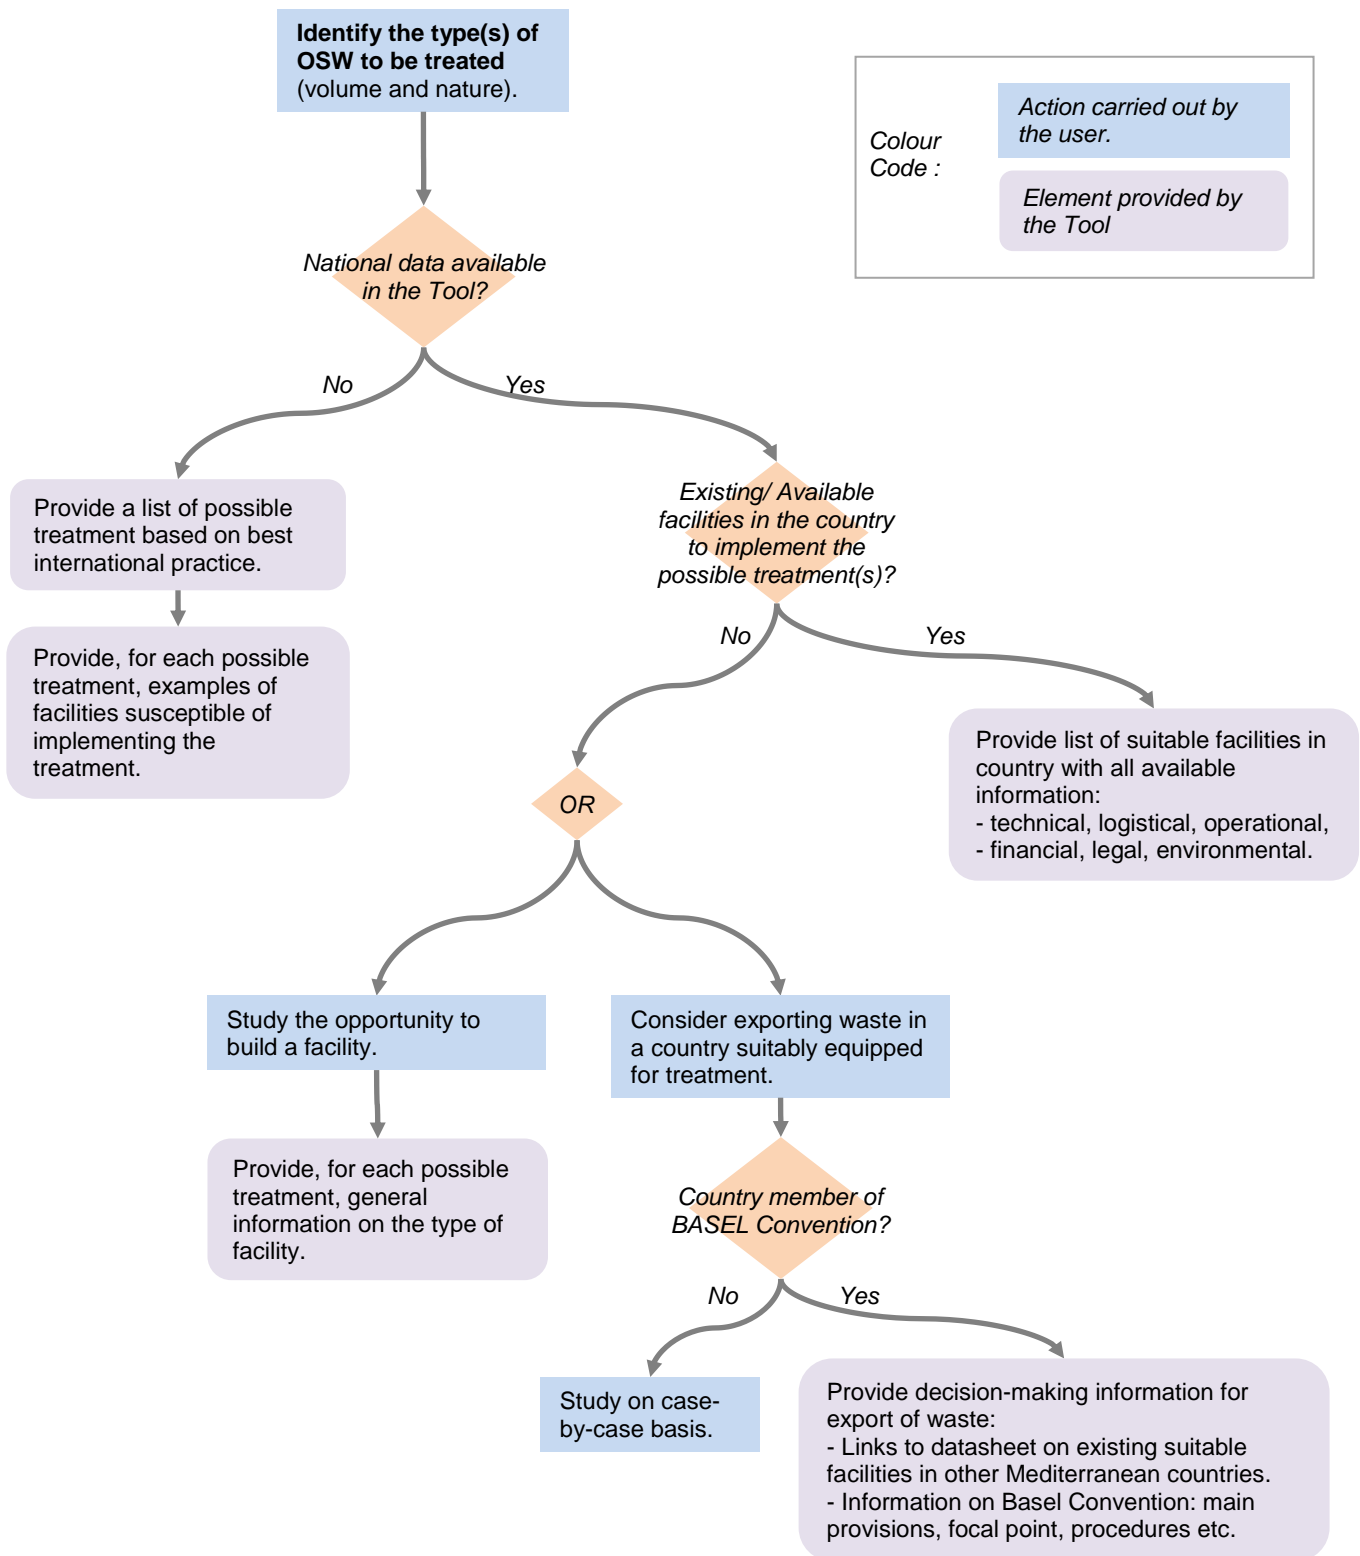 Identify the type(s) of
OSW to be treated
(volume and nature).
Colour
Code :
Action carried out by
the user.
Element provided by
the Tool
National data available
in the Tool?
No
Yes
Provide a list of possible
treatment based on best
international practice.
Provide, for each possible
treatment, examples of
facilities susceptible of
implementing the
treatment.
Existing/ Available
facilities in the country
to implement the
possible treatment(s)?
No
Yes
Provide list of suitable facilities in
country with all available
information:
- technical, logistical, operational,
- financial, legal, environmental.
OR
Study the opportunity to
build a facility.
Provide, for each possible
treatment, general
information on the type of
facility.
Consider exporting waste in
a country suitably equipped
for treatment.
Country member of
BASEL Convention?
No
Yes
Study on case-
by-case basis.
Provide decision-making information for
export of waste:
- Links to datasheet on existing suitable
facilities in other Mediterranean countries.
- Information on Basel Convention: main
provisions, focal point, procedures etc.